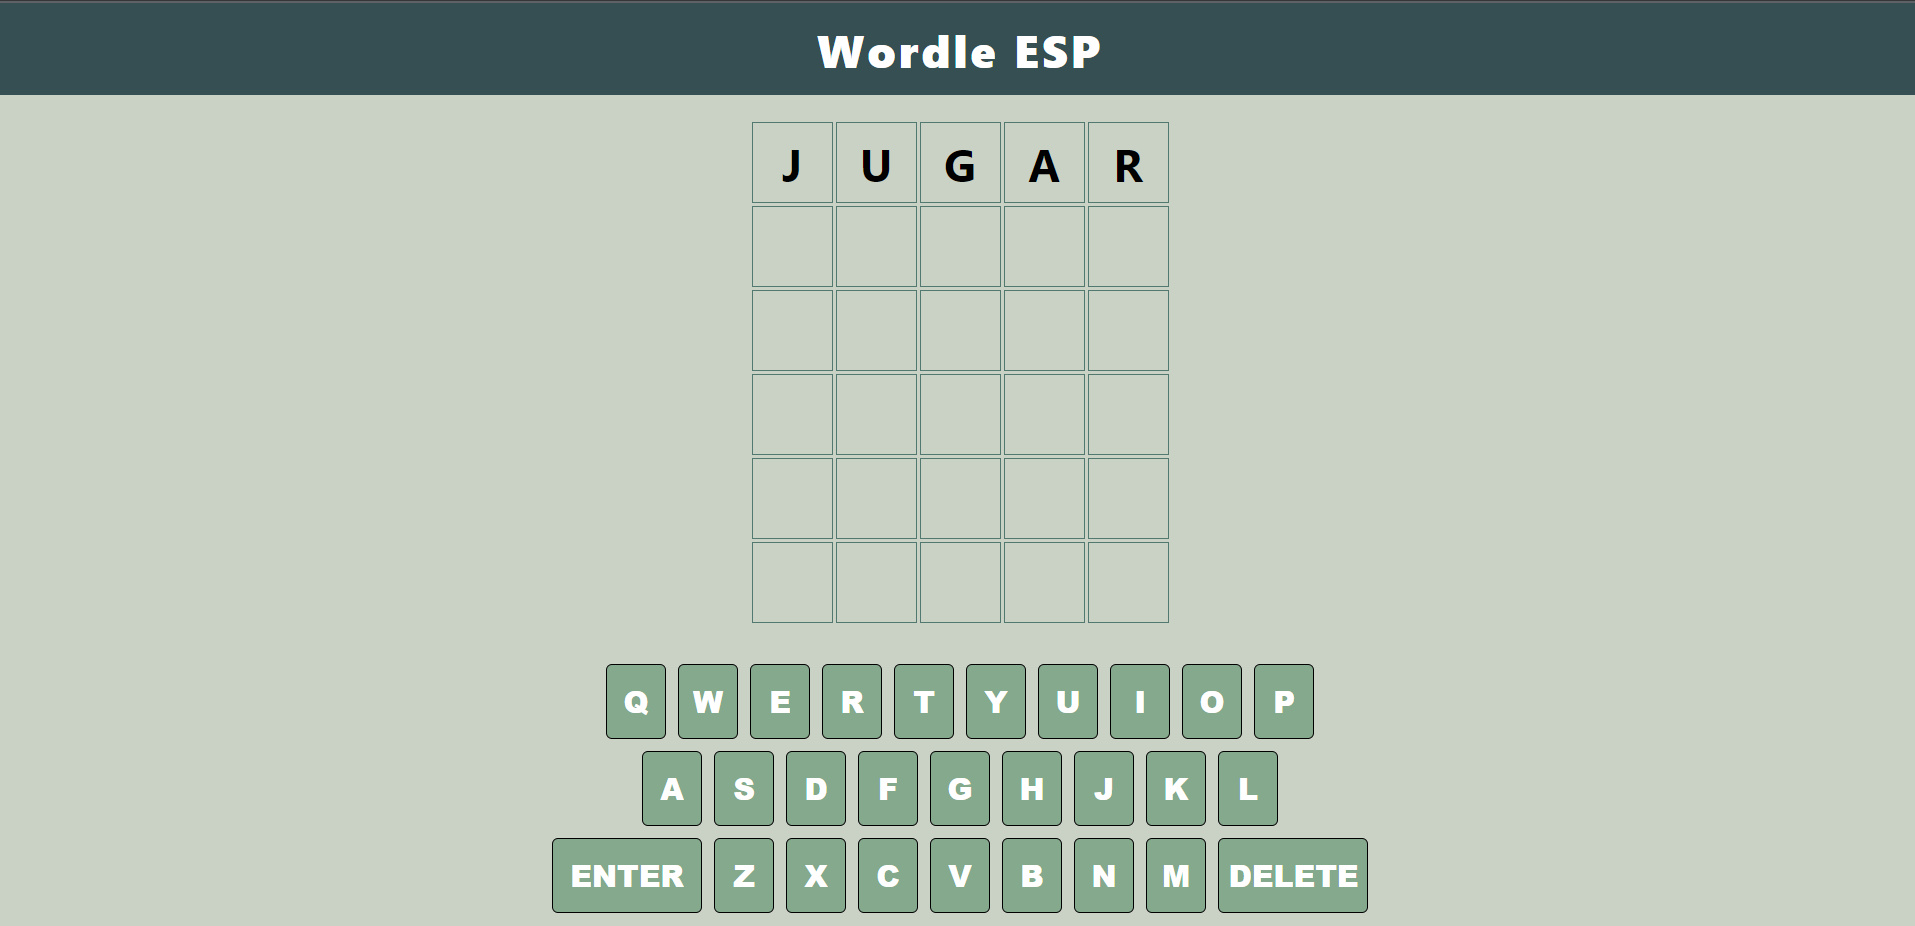 Wordle ESP
J U G A R
Q W E R T Y U I O P
A S D F G H J K L
ENTER Z X C V B N M DELETE